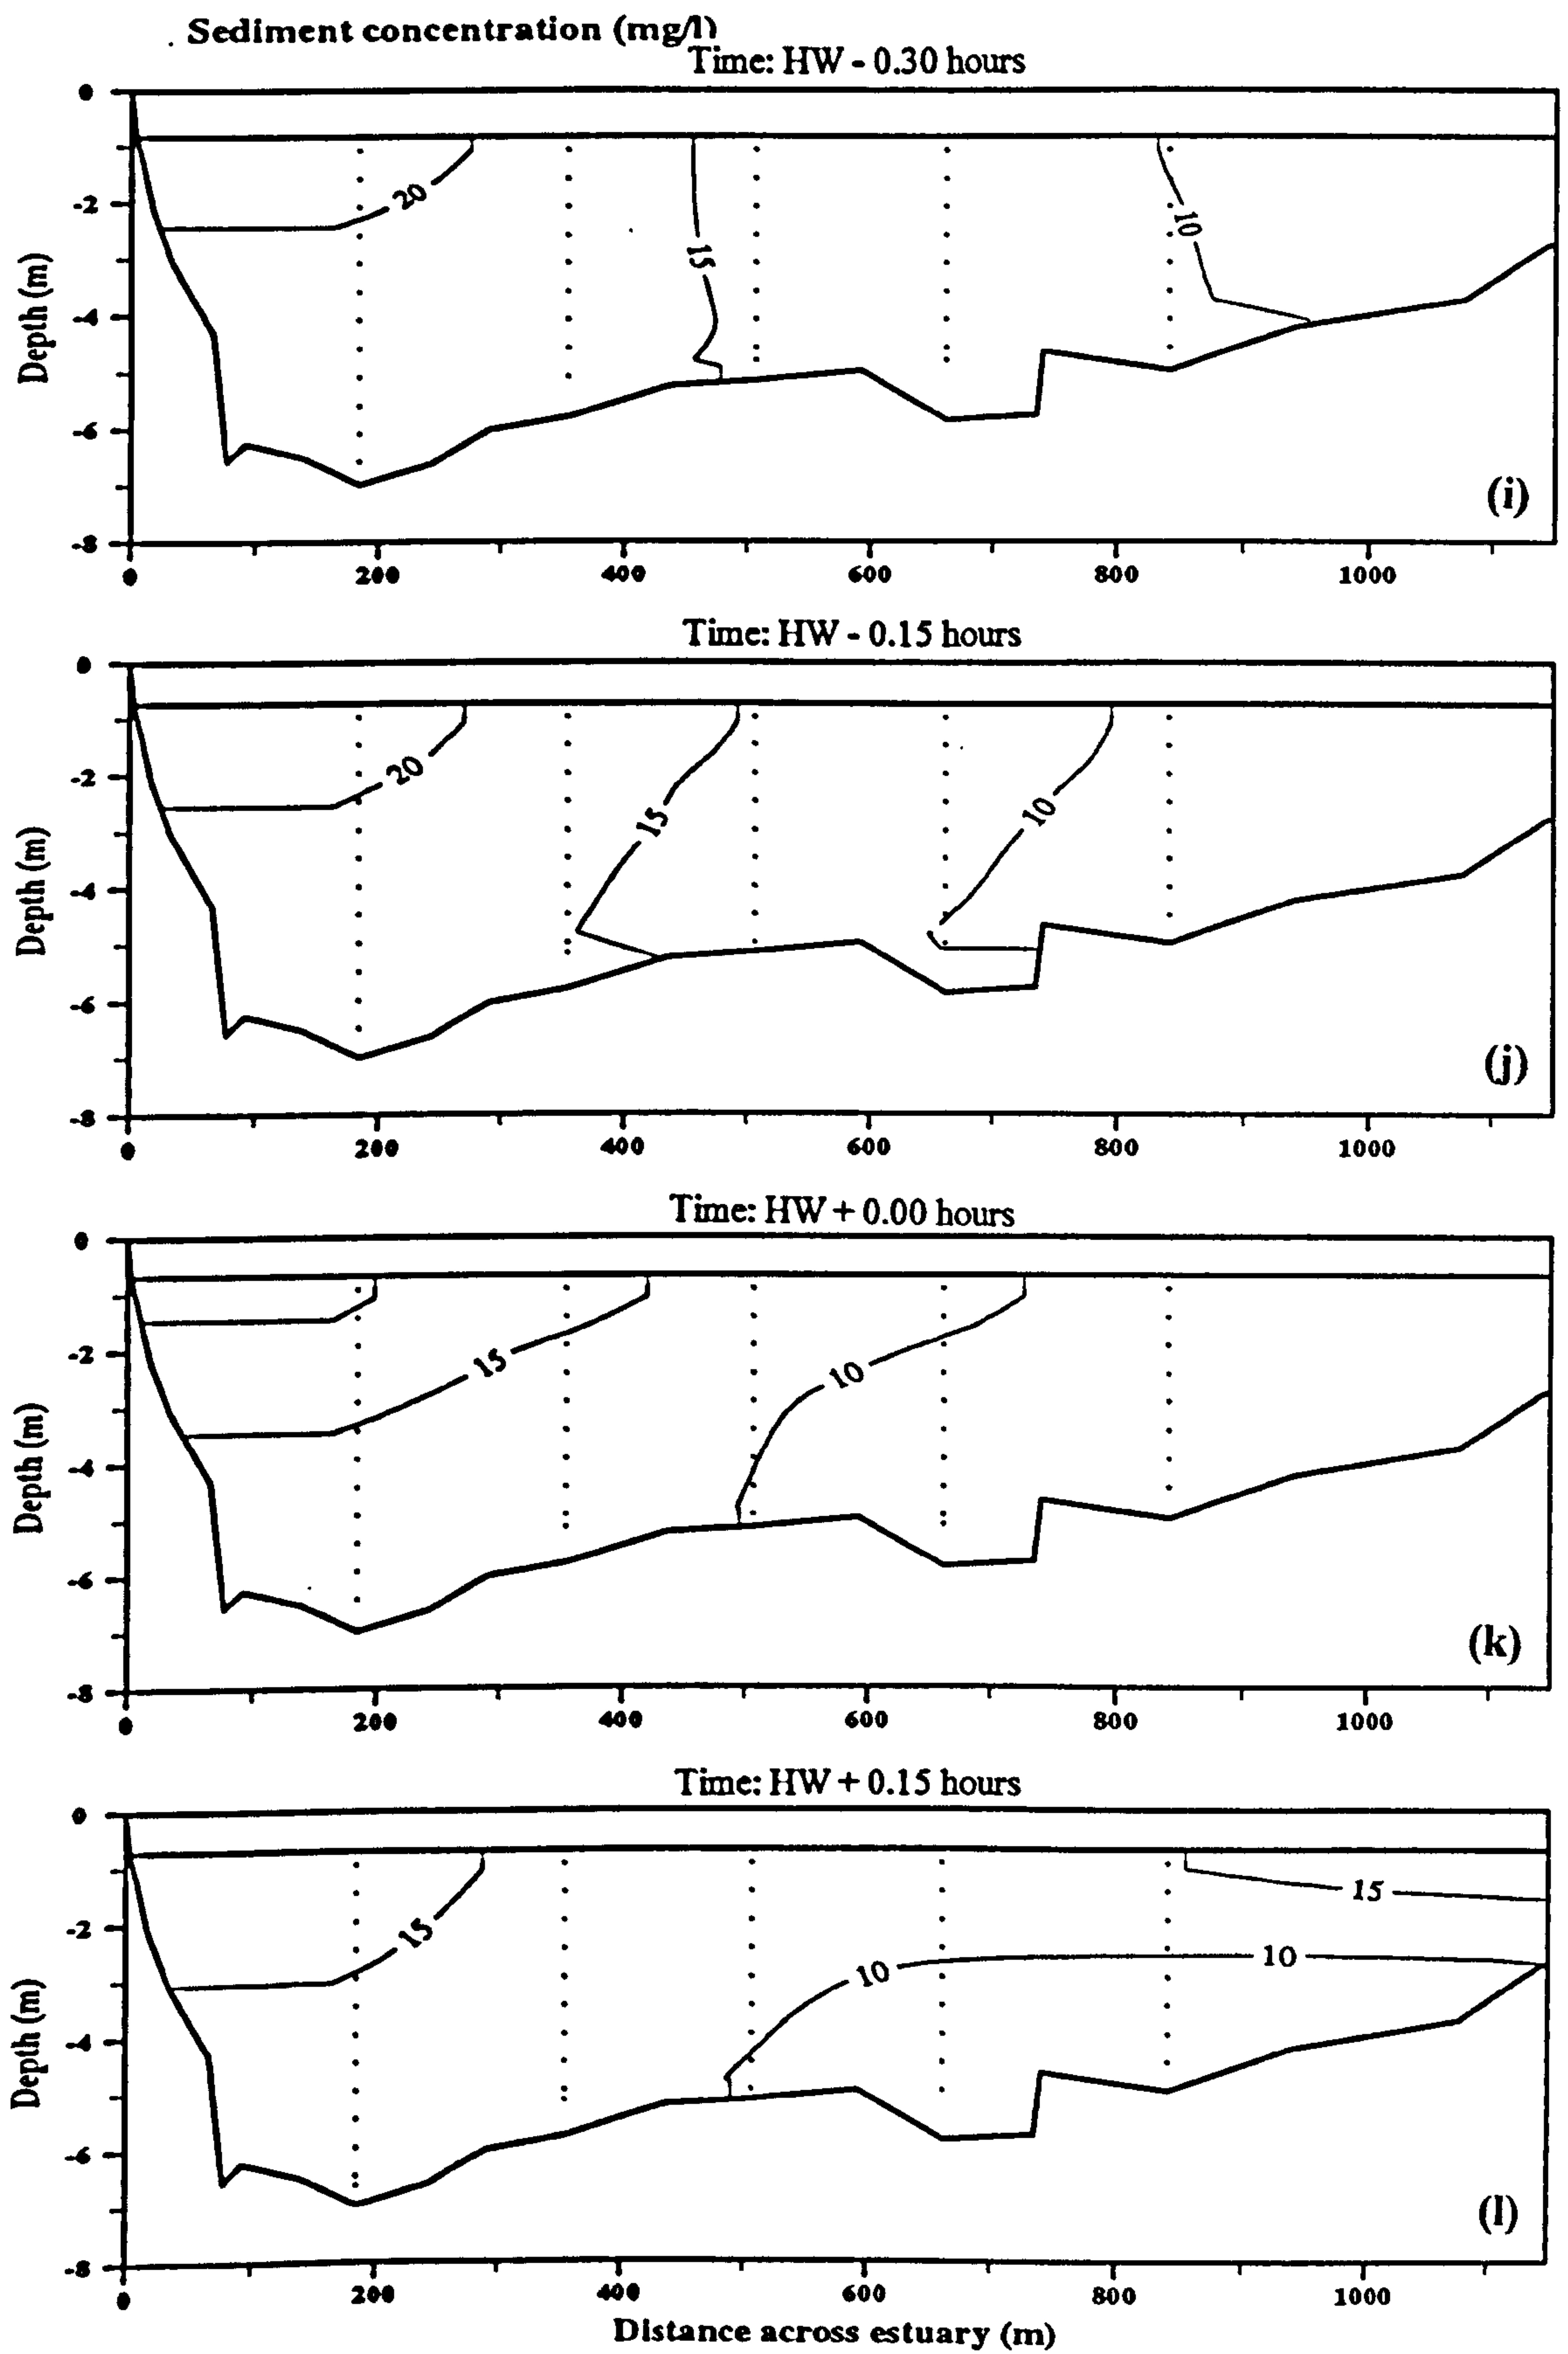 Sediment concentration (mg/l)
Time: HW - 0.30 hours
0
-2
-4
-6
-8
Depth (m)
20
15
10
(i)
0 200 400 600 800 1000
Time: HW - 0.15 hours
0
-2
-4
-6
-8
Depth (m)
20
15
10
(j)
0 200 400 600 800 1000
Time: HW + 0.00 hours
0
-2
-4
-6
-8
Depth (m)
15
10
(k)
0 200 400 600 800 1000
Time: HW + 0.15 hours
0
-2
-4
-6
-8
Depth (m)
15
15
10
10
(l)
0 200 400 600 800 1000
Distance across estuary (m)